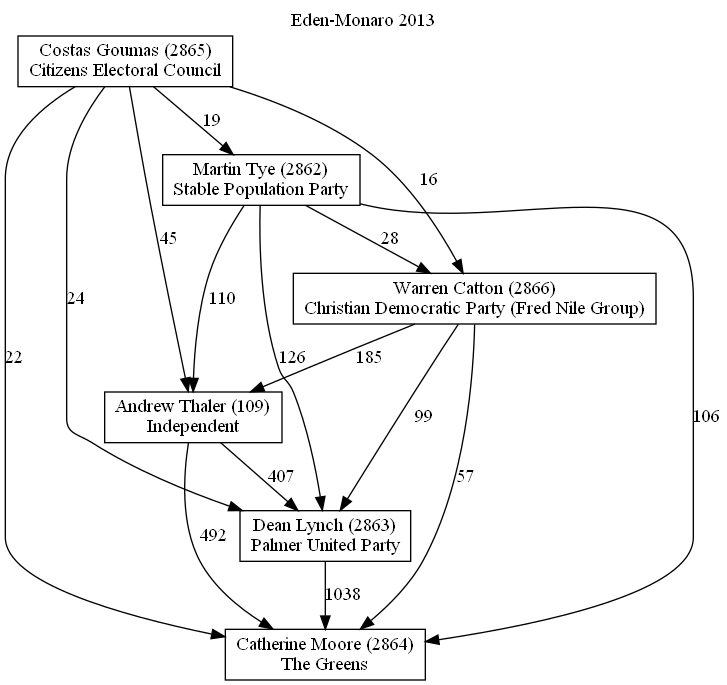 Eden-Monaro 2013
Costas Goumas (2865)
Citizens Electoral Council
19
Martin Tye (2862)
Stable Population Party
16
45
28
24
110
Warren Catton (2866)
Christian Democratic Party (Fred Nile Group)
22
126
185
106
Andrew Thaler (109)
Independent
99
407
57
492
Dean Lynch (2863)
Palmer United Party
1038
Catherine Moore (2864)
The Greens